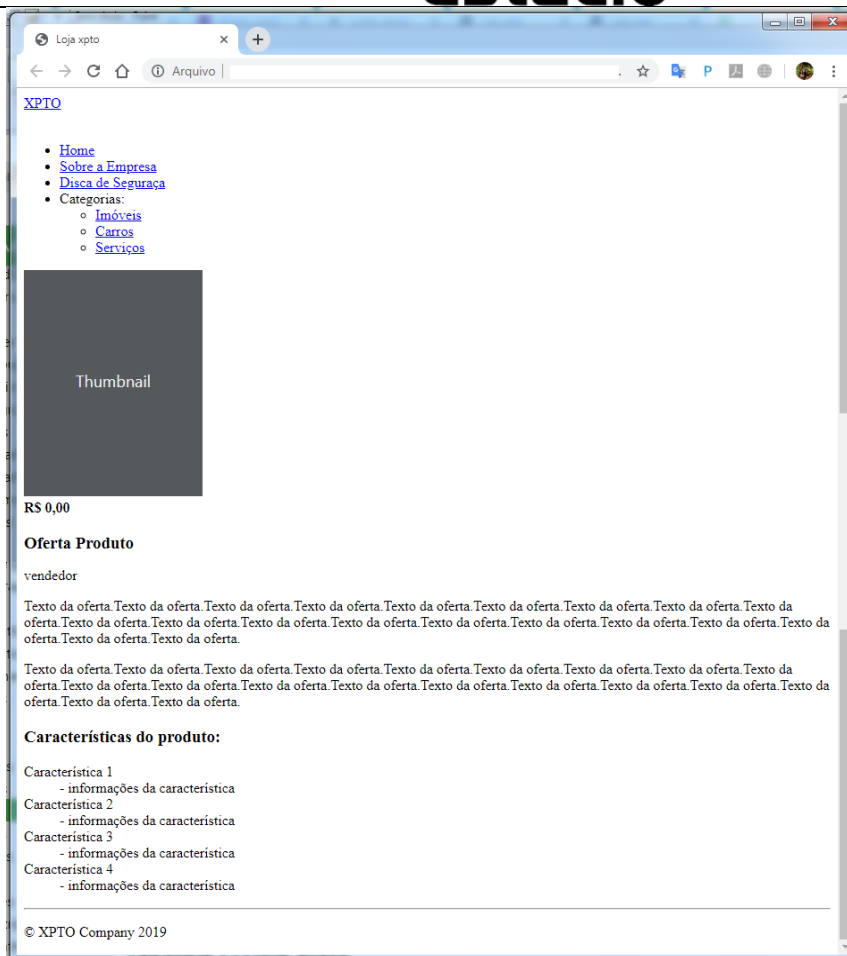 Loja xpto
Arquivo
XPTO
Home
Sobre a Empresa
Disca de Seguraça
Categorias:
Imóveis
Carros
Serviços
Thumbnail
R$ 0,00
Oferta Produto
vendedor
Texto da oferta.Texto da oferta.Texto da oferta.Texto da oferta.Texto da oferta.Texto da oferta.Texto da oferta.Texto da oferta.Texto da
oferta.Texto da oferta.Texto da oferta.Texto da oferta.Texto da oferta.Texto da oferta.Texto da oferta.Texto da oferta.Texto da oferta.Texto da
oferta.Texto da oferta.Texto da oferta.
Texto da oferta.Texto da oferta.Texto da oferta.Texto da oferta.Texto da oferta.Texto da oferta.Texto da oferta.Texto da oferta.Texto da
oferta.Texto da oferta.Texto da oferta.Texto da oferta.Texto da oferta.Texto da oferta.Texto da oferta.Texto da oferta.Texto da oferta.Texto da
oferta.Texto da oferta.Texto da oferta.
Características do produto:
Característica 1
- informações da característica
Característica 2
- informações da característica
Característica 3
- informações da característica
Característica 4
- informações da característica
© XPTO Company 2019